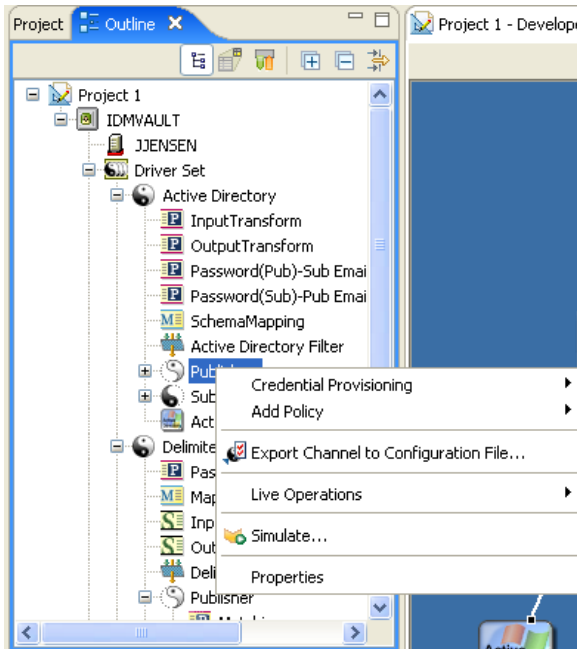 Project Outline Project 1 - Develope
Project 1
IDMVAULT
JJENSEN
Driver Set
Active Directory
InputTransform
OutputTransform
Password(Pub)-Sub Emai
Password(Sub)-Pub Emai
SchemaMapping
Active Directory Filter
Credential Provisioning
Sub
Add Policy
Act
Delimite
Export Channel to Configuration File...
Pas
Map
Live Operations
Inp
Out
Simulate...
Deli
Properties
Publisher
Active